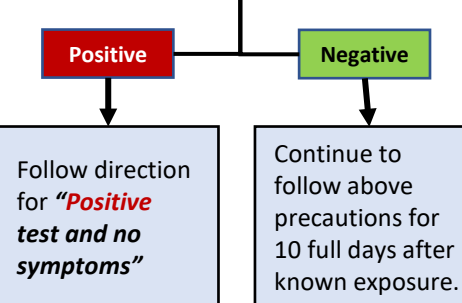 Positive
Negative
Follow direction
for “Positive
test and no
symptoms”
Continue to
follow above
precautions for
10 full days after
known exposure.